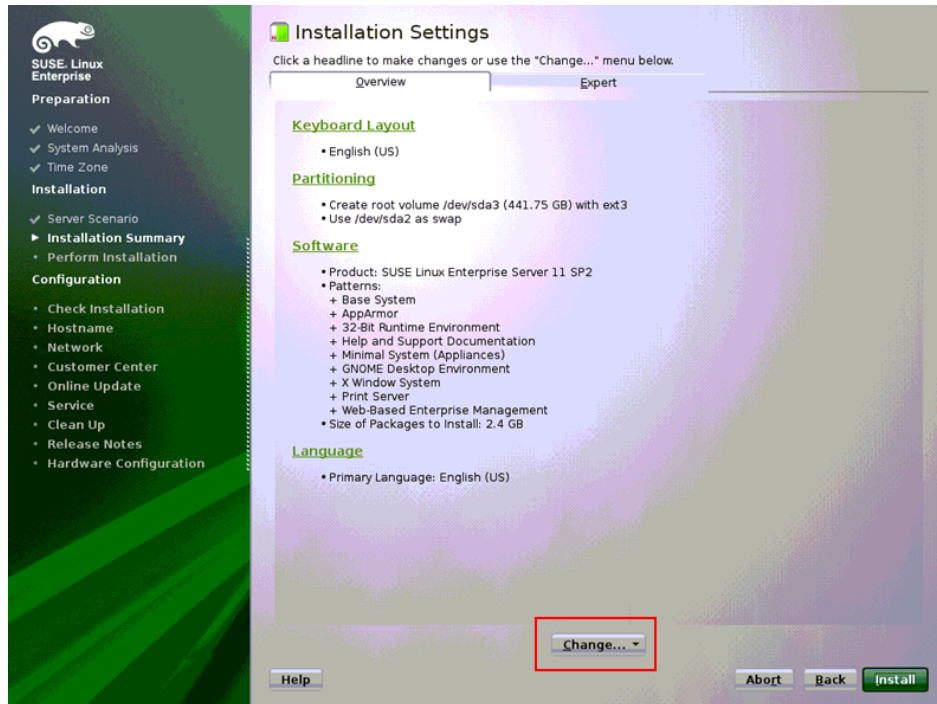 SUSE. Linux
Enterprise
Preparation
Welcome
System Analysis
Time Zone
Installation
Server Scenario
Installation Summary
Perform Installation
Configuration
Check Installation
Hostname
Network
Customer Center
Online Update
Service
Clean Up
Release Notes
Hardware Configuration
Installation Settings
Click a headline to make changes or use the "Change..." menu below.
Overview Expert
Keyboard Layout
• English (US)
Partitioning
• Create root volume /dev/sda3 (441.75 GB) with ext3
• Use /dev/sda2 as swap
Software
• Product: SUSE Linux Enterprise Server 11 SP2
• Patterns:
+ Base System
+ AppArmor
+ 32-Bit Runtime Environment
+ Help and Support Documentation
+ Minimal System (Appliances)
+ GNOME Desktop Environment
+ X Window System
+ Print Server
+ Web-Based Enterprise Management
• Size of Packages to Install: 2.4 GB
Language
• Primary Language: English (US)
Change...
Help Abort Back Install